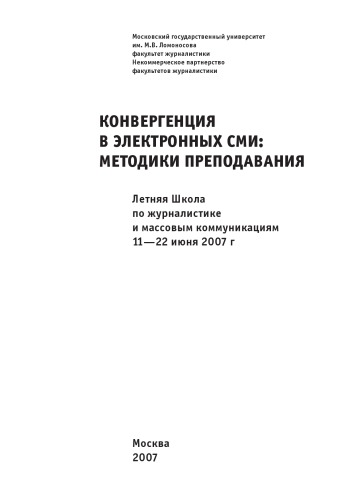 Московский государственный университет
им. М.В. Ломоносова
факультет журналистики
Некоммерческое партнерство
факультетов журналистики
КОНВЕРГЕНЦИЯ
В ЭЛЕКТРОННЫХ СМИ:
МЕТОДИКИ ПРЕПОДАВАНИЯ
Летняя Школа
по журналистике
и массовым коммуникациям
11—22 июня 2007 г
Москва
2007